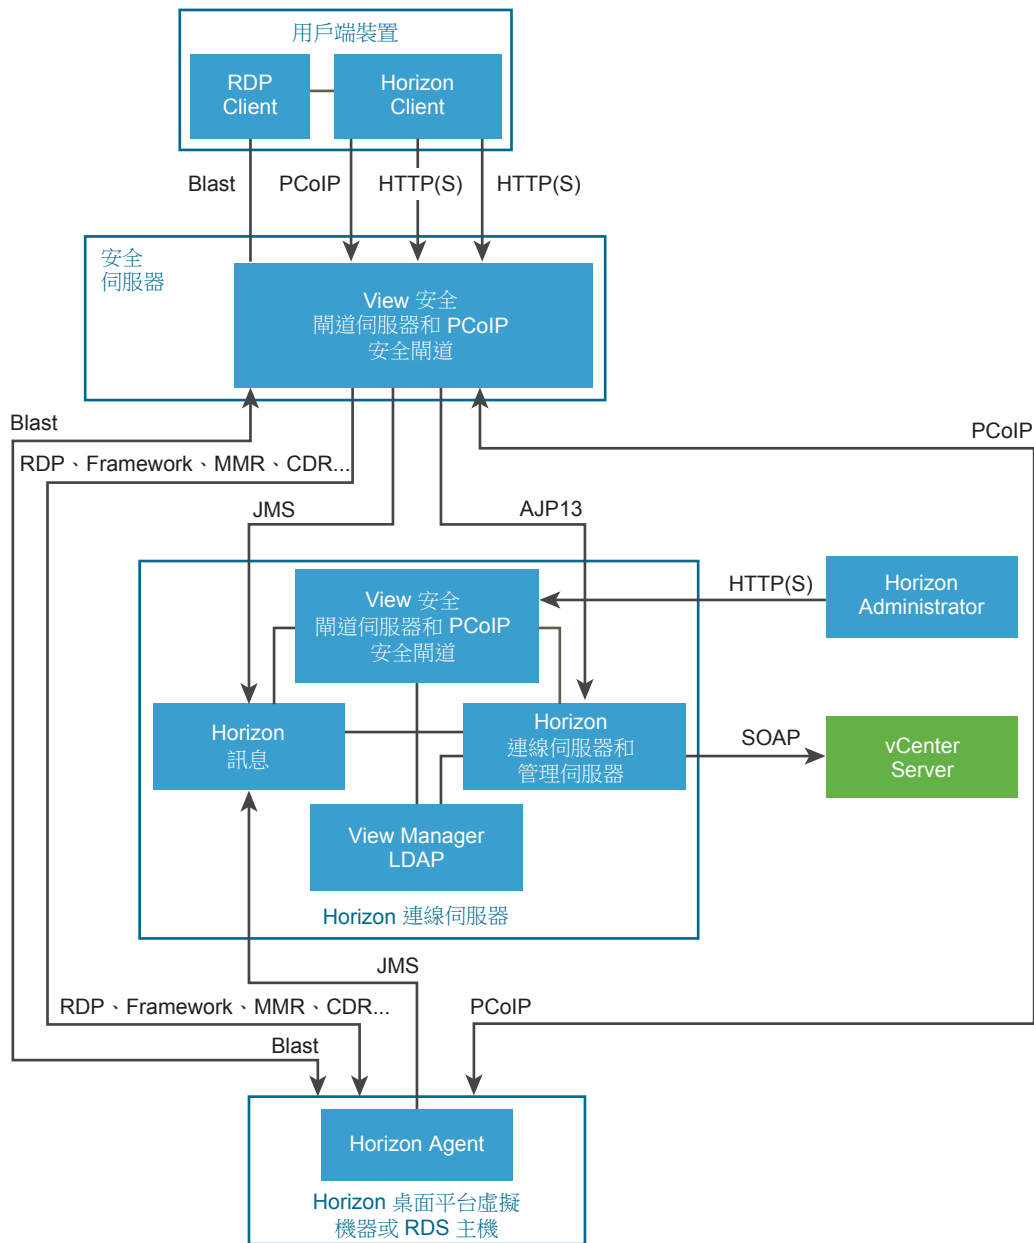 用戶端裝置
RDP
Client
Horizon
Client
Blast
PCoIP
HTTP(S)
HTTP(S)
安全
伺服器
View 安全
閘道伺服器和 PCoIP
安全閘道
Blast
PCoIP
RDP、Framework、MMR、CDR...
JMS
AJP13
View 安全
閘道伺服器和 PCoIP
安全閘道
HTTP(S)
Horizon
Administrator
Horizon
訊息
Horizon
連線伺服器和
管理伺服器
SOAP
vCenter
Server
View Manager
LDAP
Horizon 連線伺服器
JMS
RDP、Framework、MMR、CDR...
PCoIP
Blast
Horizon Agent
Horizon 桌面平台虛擬
機器或 RDS 主機